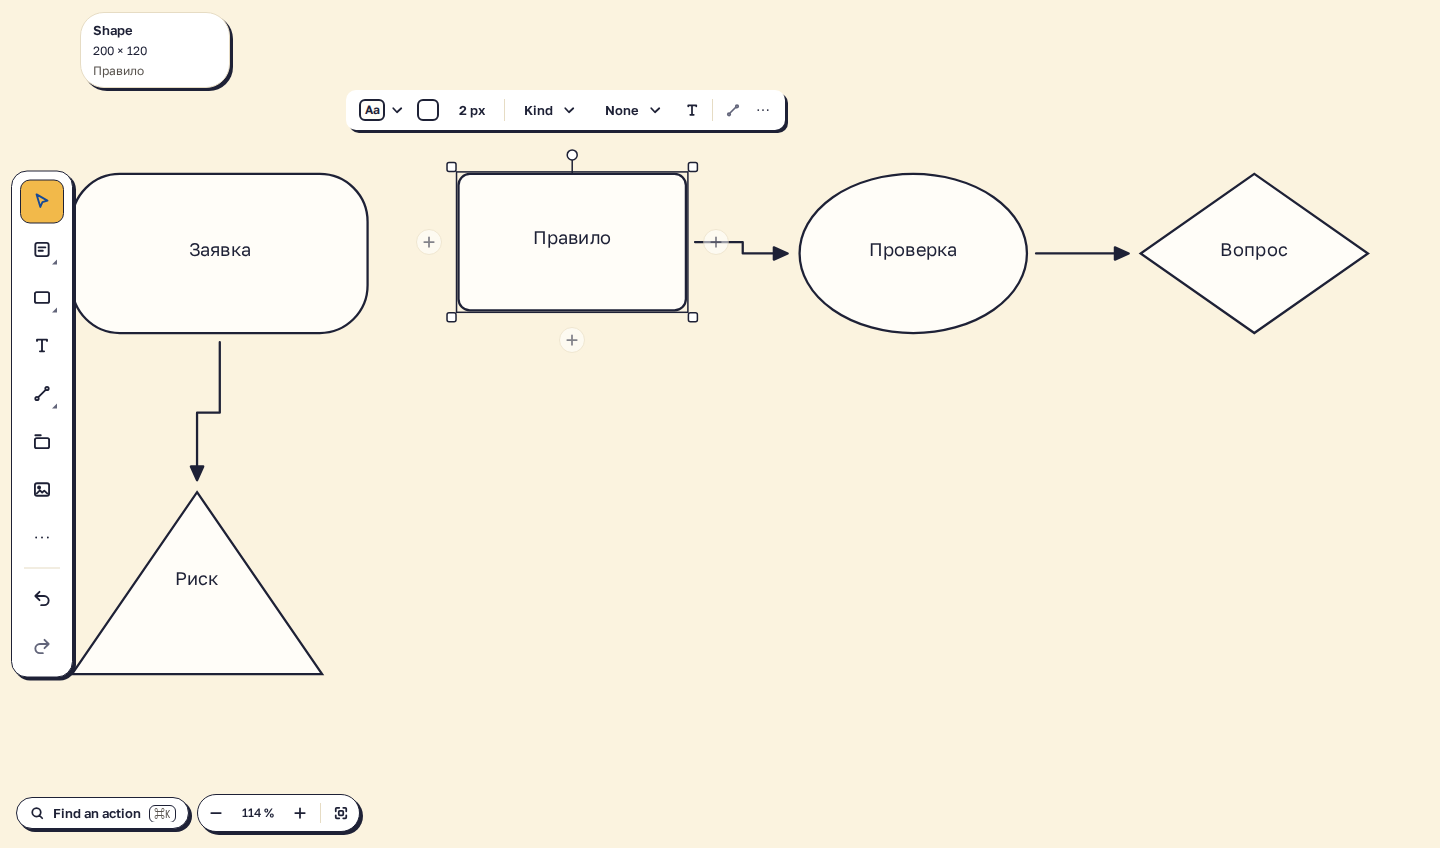 Shape
200 × 120
Правило
Aa
2 px
Kind
None
Заявка
Правило
Проверка
Вопрос
Риск
Find an action
⌘K
114 %